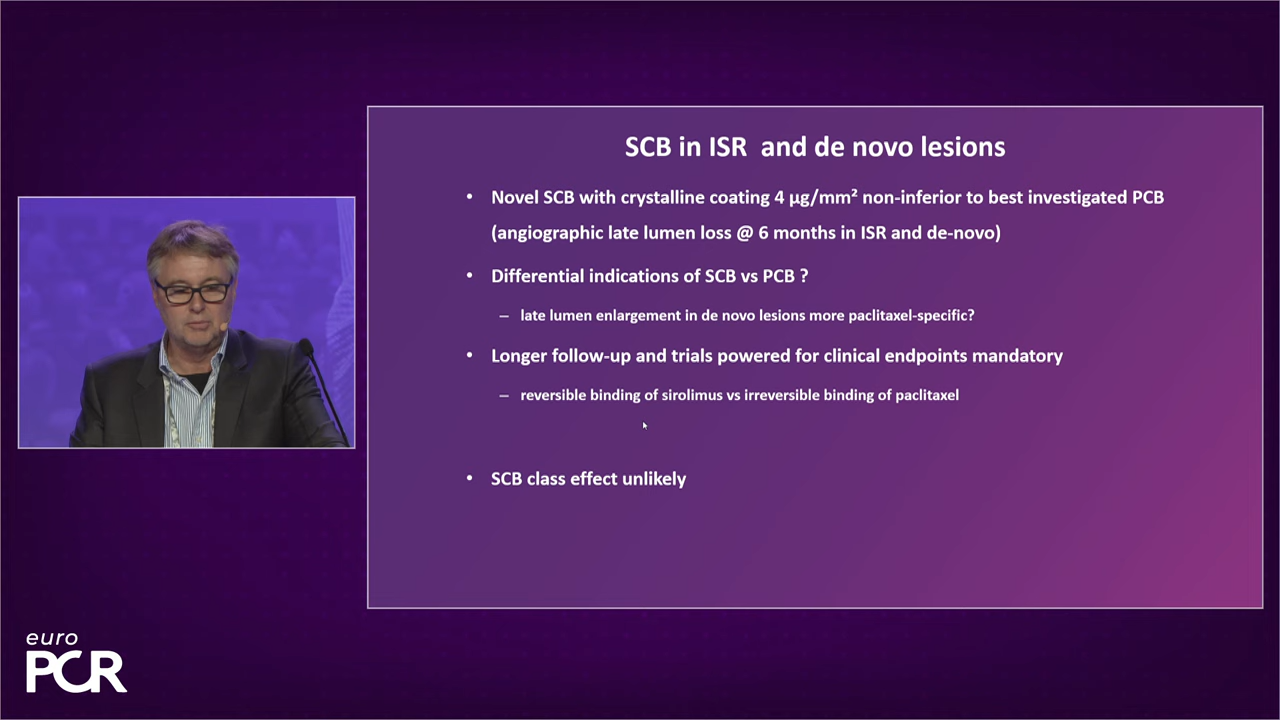 SCB in ISR and de novo lesions
• Novel SCB with crystalline coating 4 µg/mm² non-inferior to best investigated PCB
(angiographic late lumen loss @ 6 months in ISR and de-novo)
• Differential indications of SCB vs PCB ?
– late lumen enlargement in de novo lesions more paclitaxel-specific?
• Longer follow-up and trials powered for clinical endpoints mandatory
– reversible binding of sirolimus vs irreversible binding of paclitaxel
• SCB class effect unlikely
euro
PCR